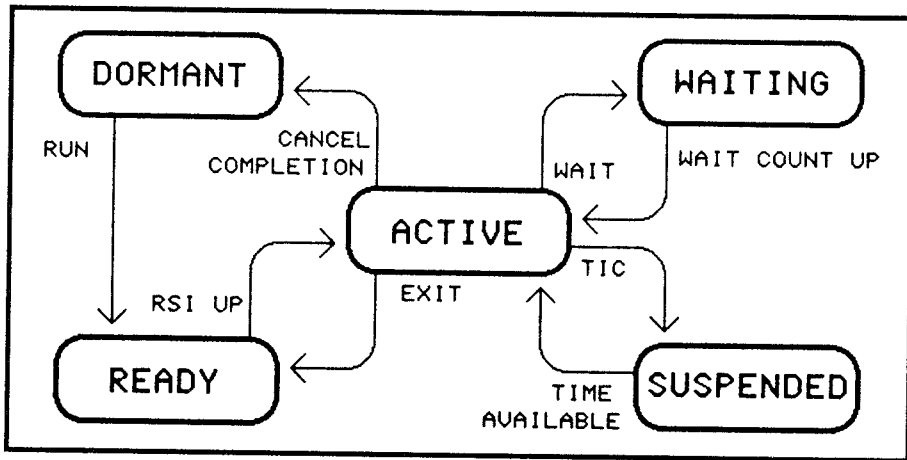 DORMANT
WAITING
RUN
CANCEL
COMPLETION
WAIT
WAIT COUNT UP
ACTIVE
TIC
RSI UP
EXIT
READY
TIME
AVAILABLE
SUSPENDED